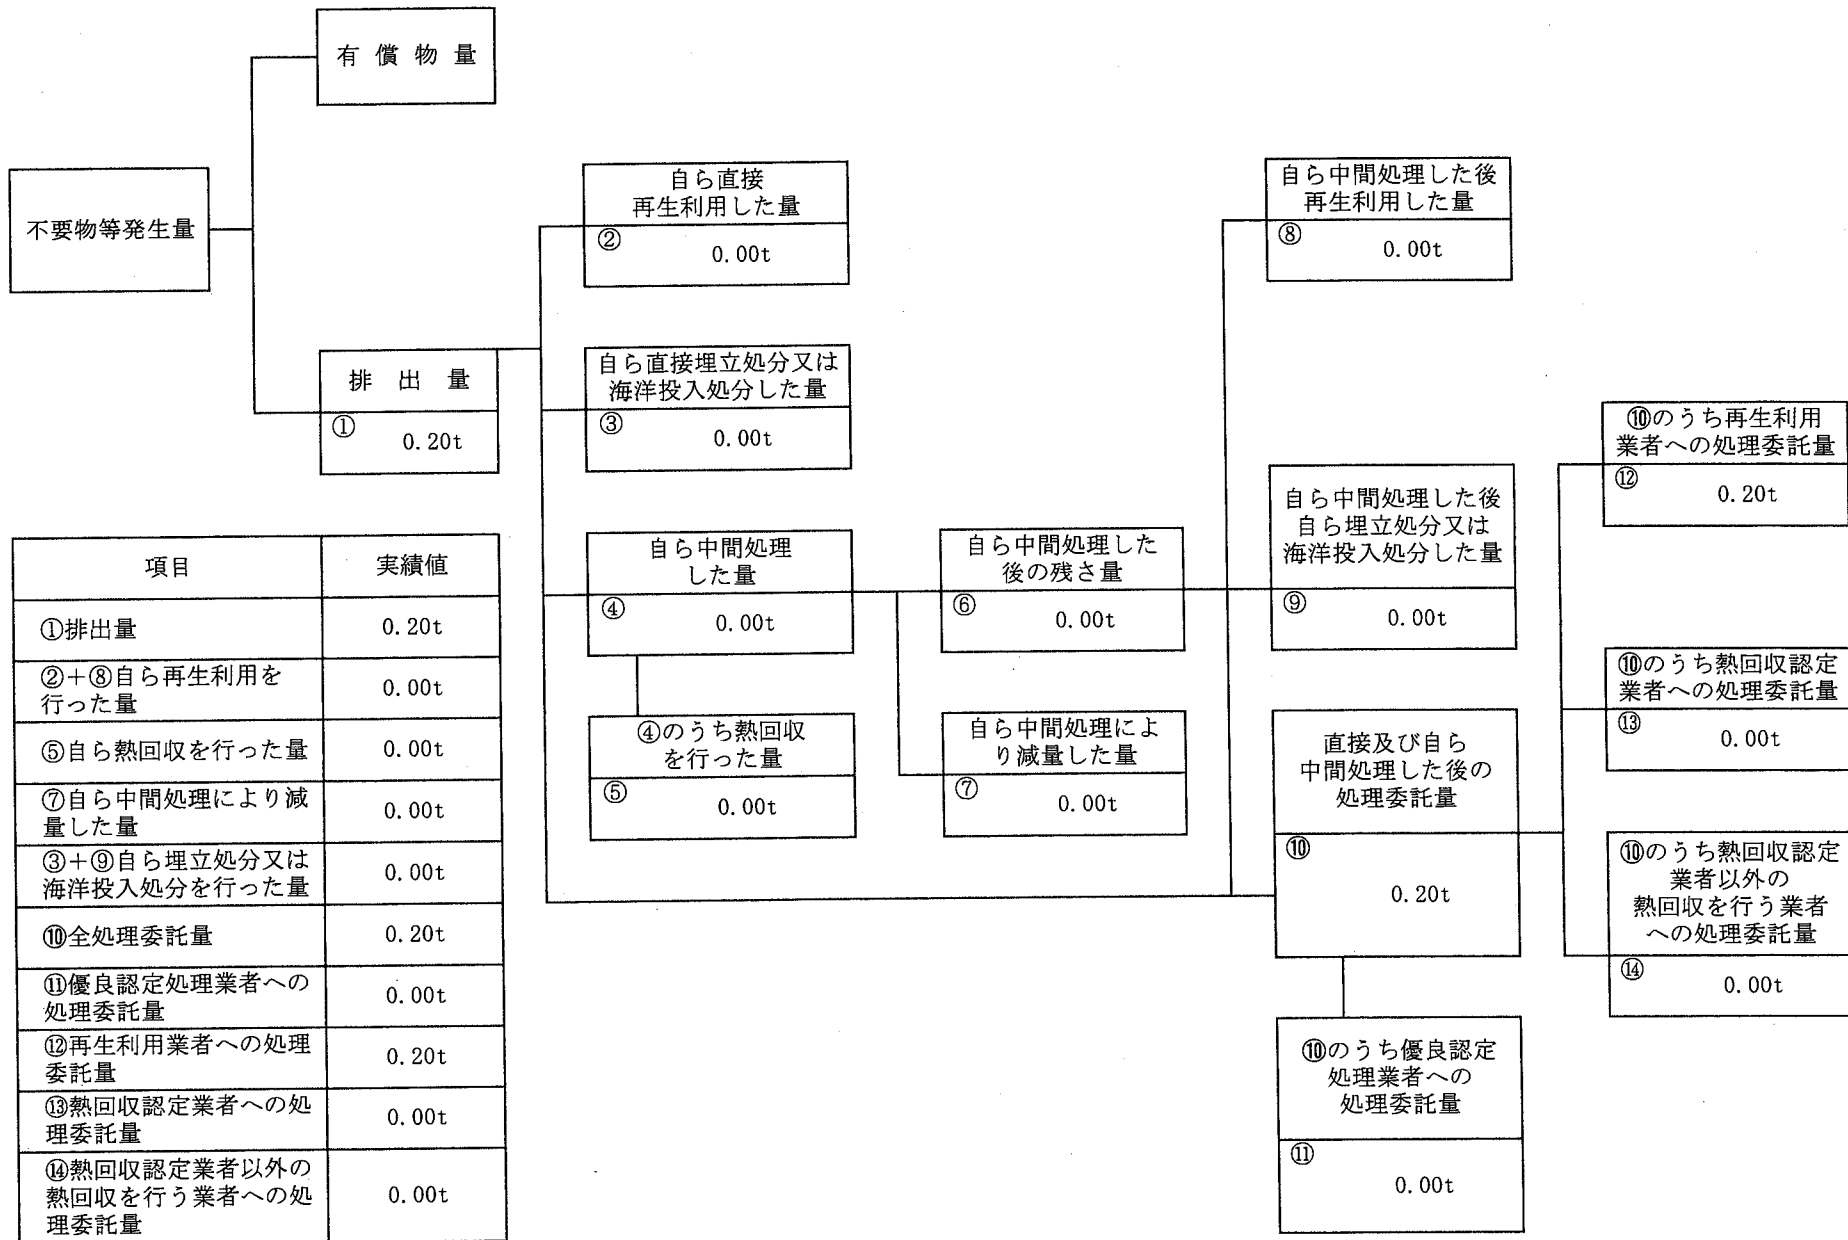 有償物量
不要物等発生量
排出量
①
0.20t
自ら直接
再生利用した量
②
0.00t
自ら直接埋立処分又は
海洋投入処分した量
③
0.00t
自ら中間処理
した量
④
0.00t
④のうち熱回収
を行った量
⑤
0.00t
自ら中間処理した
後の残さ量
⑥
0.00t
自ら中間処理によ
り減量した量
⑦
0.00t
自ら中間処理した後
再生利用した量
⑧
0.00t
自ら中間処理した後
自ら埋立処分又は
海洋投入処分した量
⑨
0.00t
直接及び自ら
中間処理した後の
処理委託量
⑩
0.20t
⑩のうち優良認定
処理業者への
処理委託量
⑪
0.00t
⑩のうち再生利用
業者への処理委託量
⑫
0.20t
⑩のうち熱回収認定
業者への処理委託量
⑬
0.00t
⑩のうち熱回収認定
業者以外の
熱回収を行う業者
への処理委託量
⑭
0.00t
項目 実績値
①排出量 0.20t
②+⑧自ら再生利用を
行った量 0.00t
⑤自ら熱回収を行った量 0.00t
⑦自ら中間処理により減
量した量 0.00t
③+⑨自ら埋立処分又は
海洋投入処分を行った量 0.00t
⑩全処理委託量 0.20t
⑪優良認定処理業者への
処理委託量 0.00t
⑫再生利用業者への処理
委託量 0.20t
⑬熱回収認定業者への処
理委託量 0.00t
⑭熱回収認定業者以外の
熱回収を行う業者への処
理委託量 0.00t